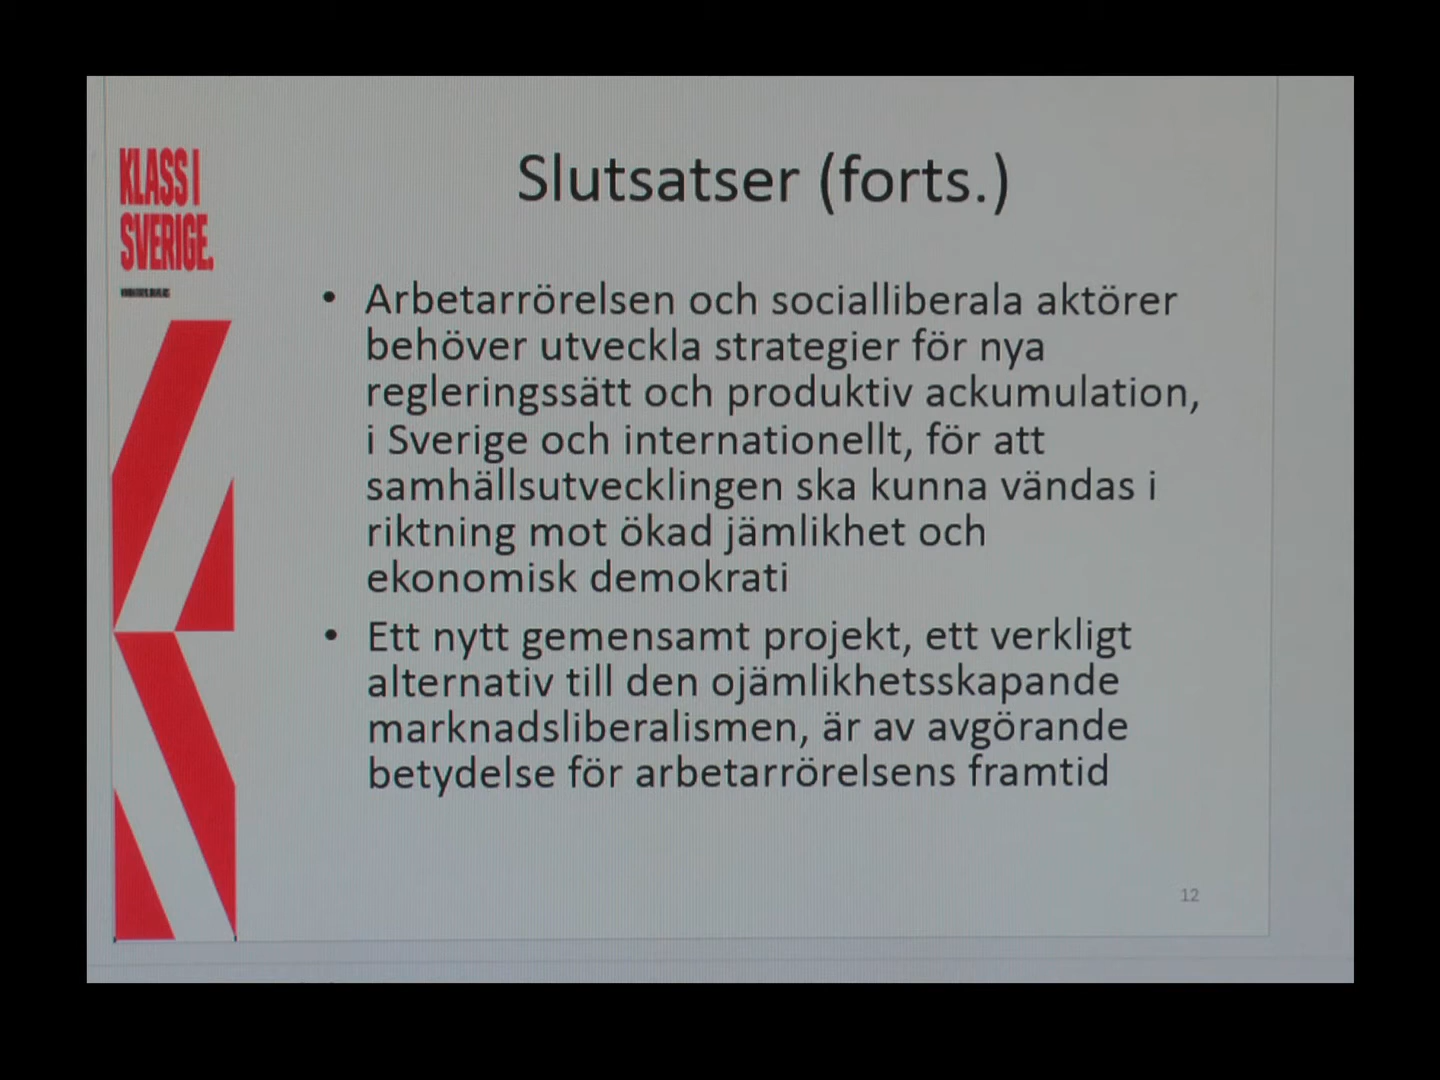 KLASS I
SVERIGE.
Slutsatser (forts.)
• Arbetarrörelsen och socialliberala aktörer
behöver utveckla strategier för nya
regleringssätt och produktiv ackumulation,
i Sverige och internationellt, för att
samhällsutvecklingen ska kunna vändas i
riktning mot ökad jämlikhet och
ekonomisk demokrati
• Ett nytt gemensamt projekt, ett verkligt
alternativ till den ojämlikhetsskapande
marknadsliberalismen, är av avgörande
betydelse för arbetarrörelsens framtid
12